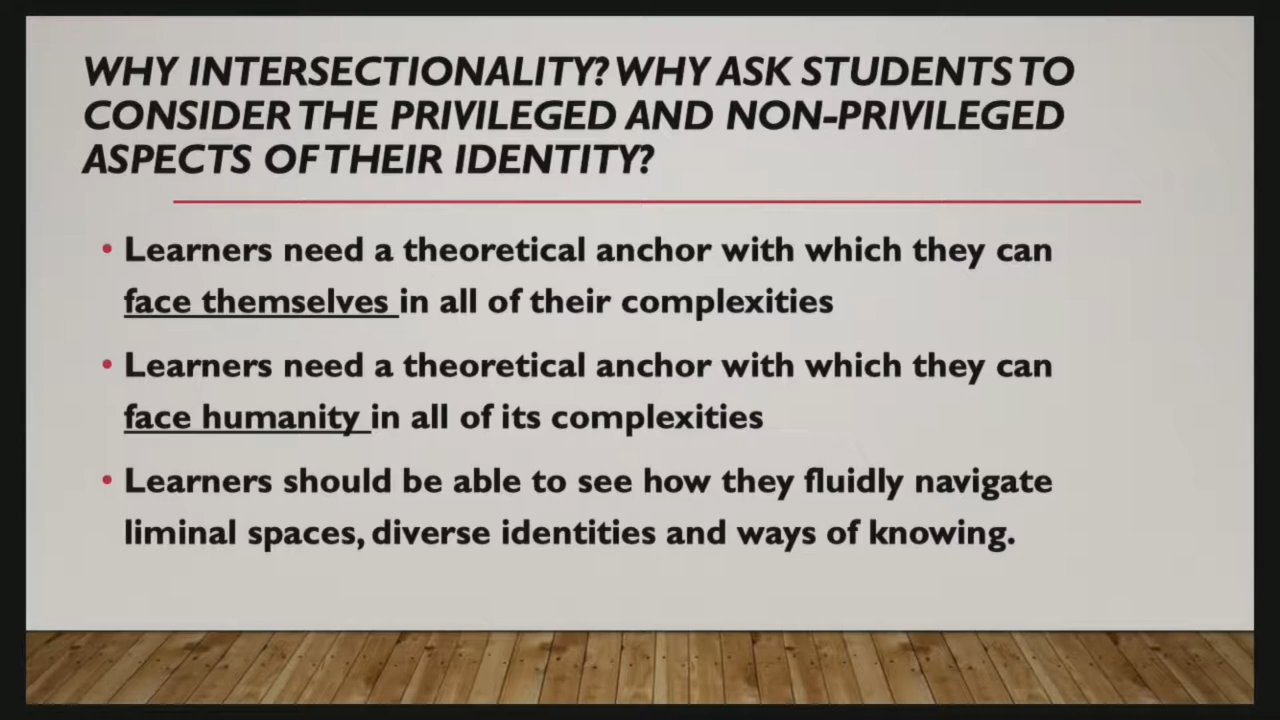 WHY INTERSECTIONALITY? WHY ASK STUDENTS TO
CONSIDER THE PRIVILEGED AND NON-PRIVILEGED
ASPECTS OF THEIR IDENTITY?
• Learners need a theoretical anchor with which they can
face themselves in all of their complexities
• Learners need a theoretical anchor with which they can
face humanity in all of its complexities
• Learners should be able to see how they fluidly navigate
liminal spaces, diverse identities and ways of knowing.